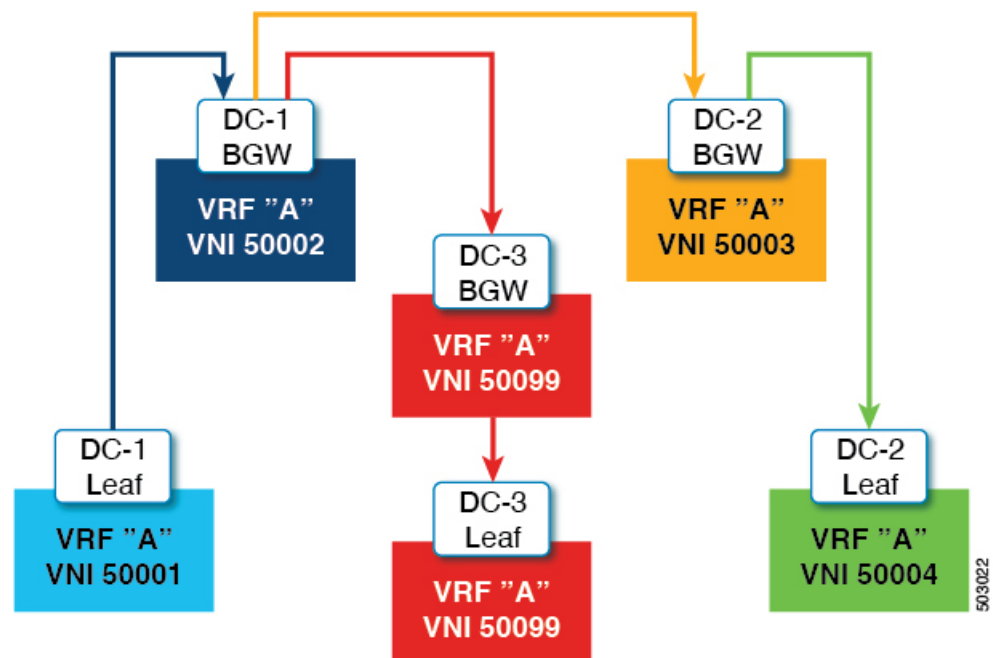 DC-1
BGW
VRF ”A”
VNI 50002
DC-2
BGW
VRF ”A”
VNI 50003
DC-3
BGW
VRF ”A”
VNI 50099
DC-1
Leaf
VRF ”A”
VNI 50001
DC-3
Leaf
VRF ”A”
VNI 50099
DC-2
Leaf
VRF ”A”
VNI 50004
503022